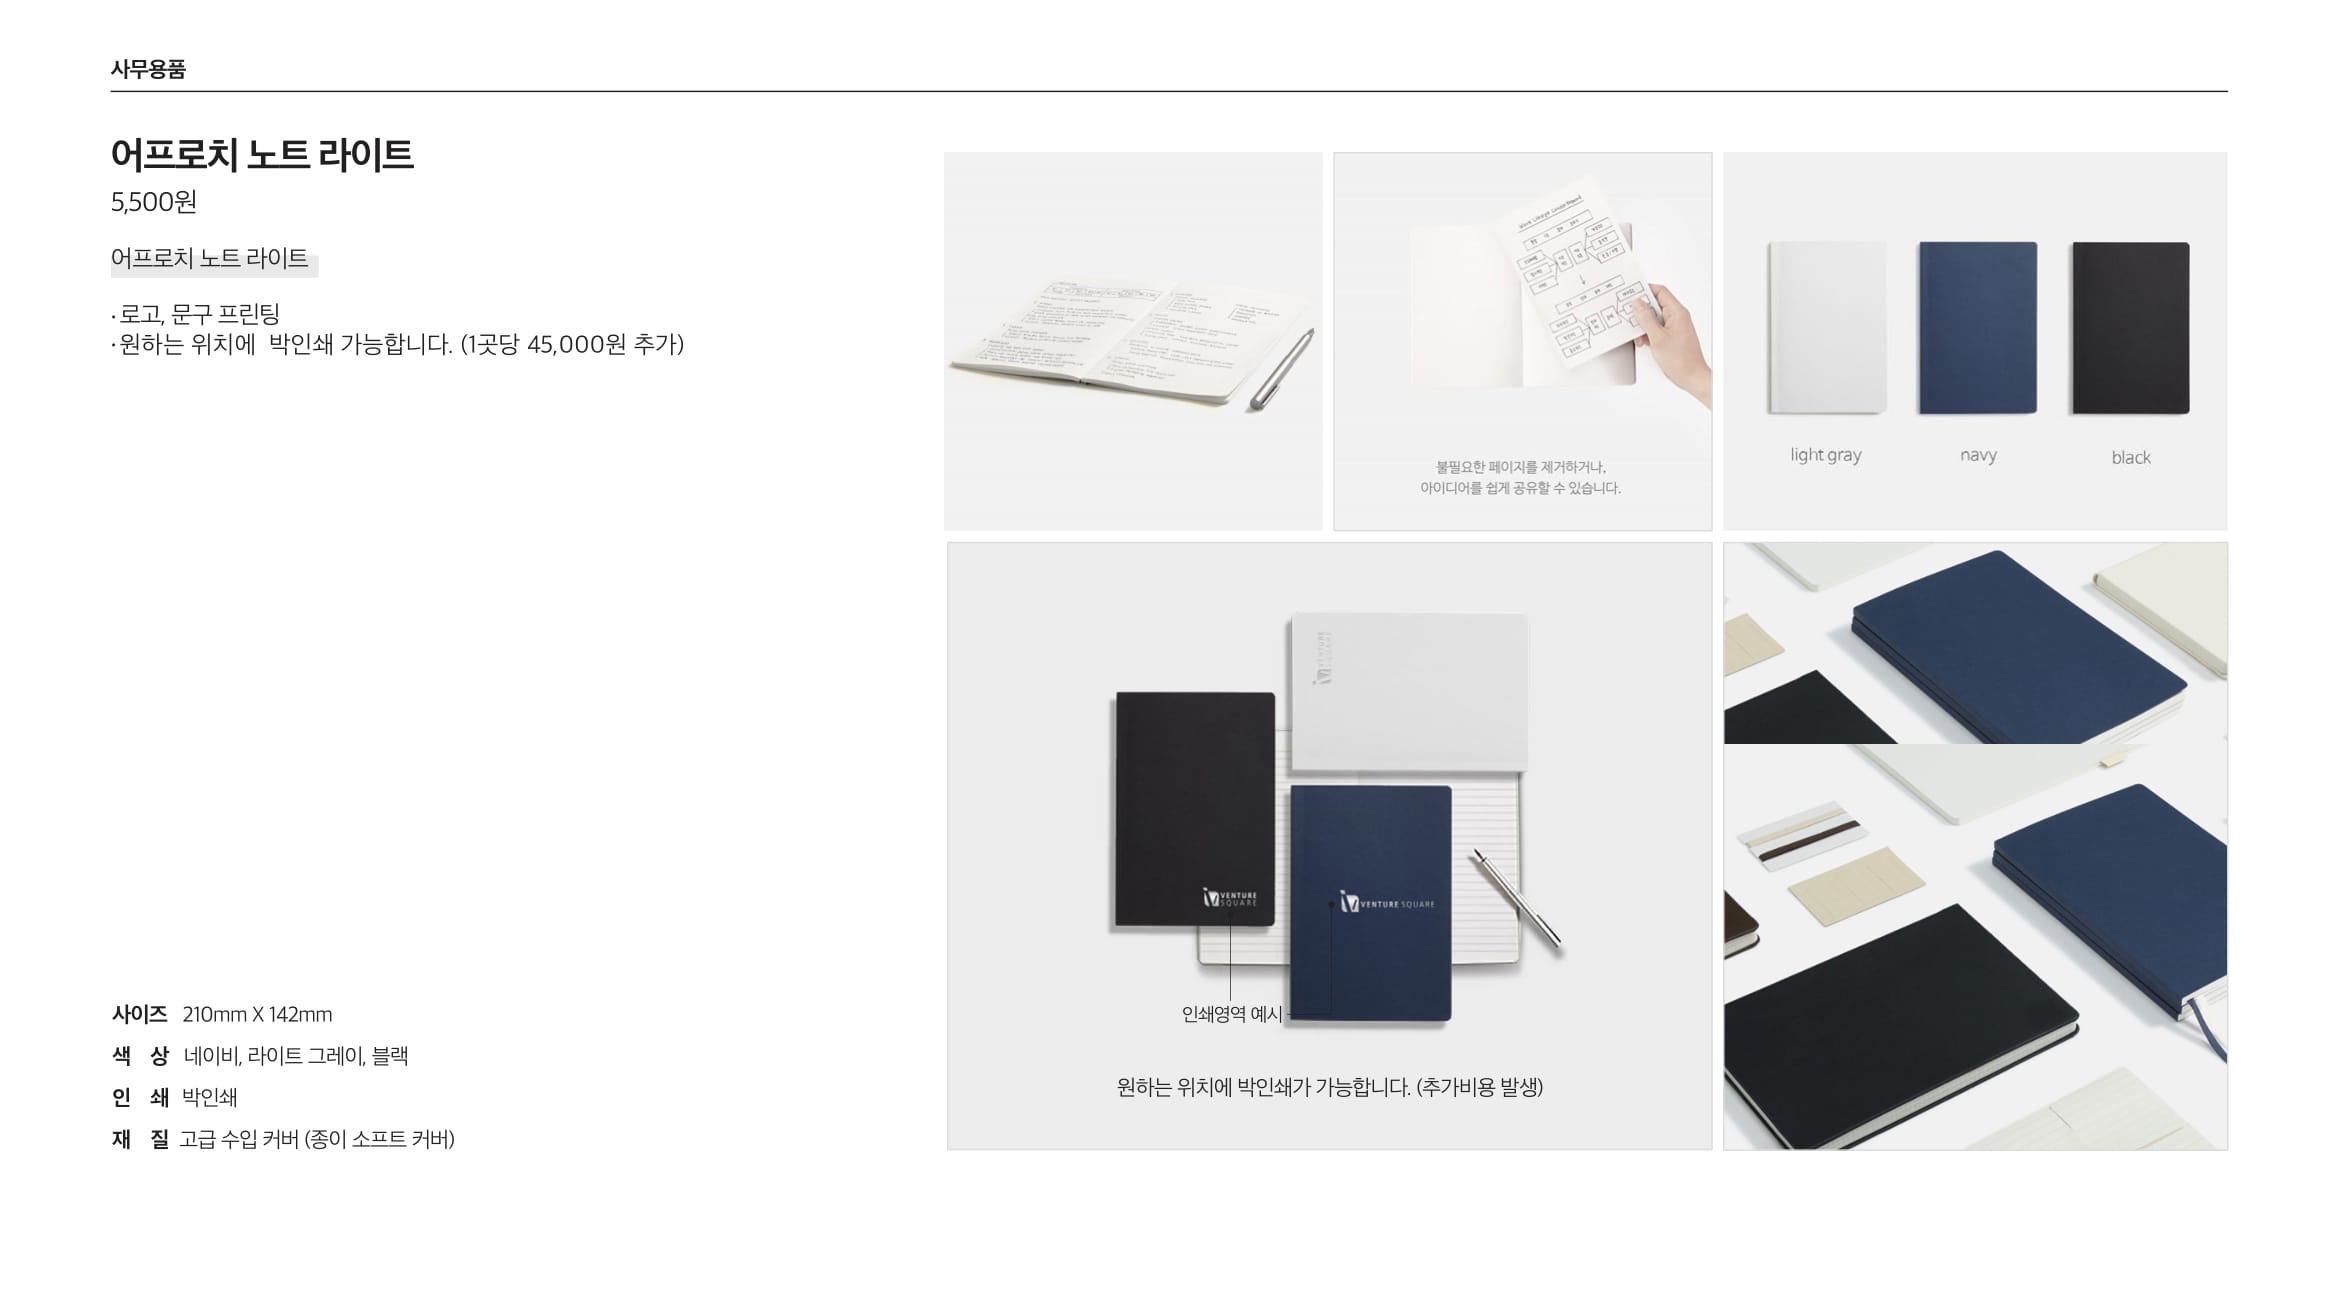 사무용품
어프로치 노트 라이트
5,500원
어프로치 노트 라이트
·로고, 문구 프린팅
·원하는 위치에 박인쇄 가능합니다. (1곳당 45,000원 추가)
불필요한 페이지를 제거하거나,
아이디어를 쉽게 공유할 수 있습니다.
light gray
navy
black
VENTURE
SQUARE
VENTURE
SQUARE
VENTURE SQUARE
인쇄영역 예시
원하는 위치에 박인쇄가 가능합니다. (추가비용 발생)
사이즈 210mm X 142mm
색 상 네이비, 라이트 그레이, 블랙
인 쇄 박인쇄
재 질 고급 수입 커버 (종이 소프트 커버)